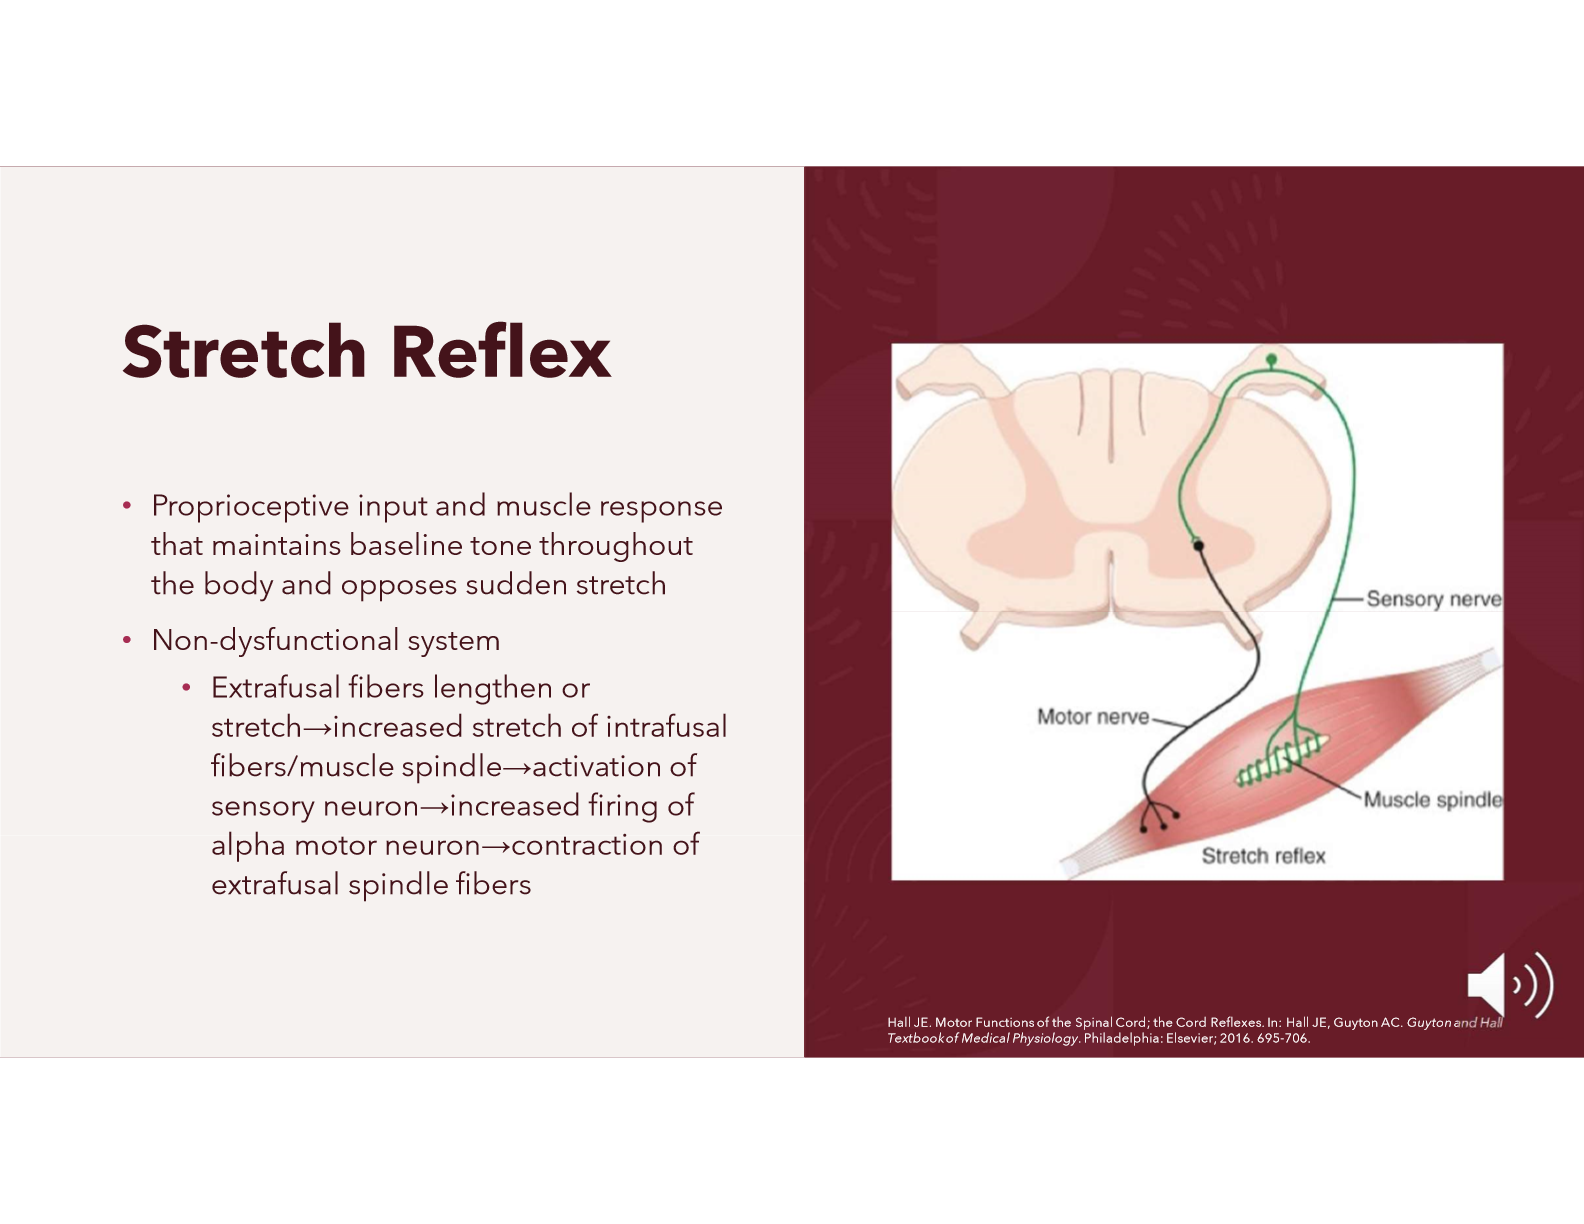 Stretch Reflex
• Proprioceptive input and muscle response
that maintains baseline tone throughout
the body and opposes sudden stretch
• Non-dysfunctional system
• Extrafusal fibers lengthen or
stretch→increased stretch of intrafusal
fibers/muscle spindle→activation of
sensory neuron→increased firing of
alpha motor neuron→contraction of
extrafusal spindle fibers
Sensory nerve
Motor nerve
Muscle spindle
Stretch reflex
Hall JE. Motor Functions of the Spinal Cord; the Cord Reflexes. In: Hall JE, Guyton AC. Guyton and Hall
Textbook of Medical Physiology. Philadelphia: Elsevier; 2016. 695-706.